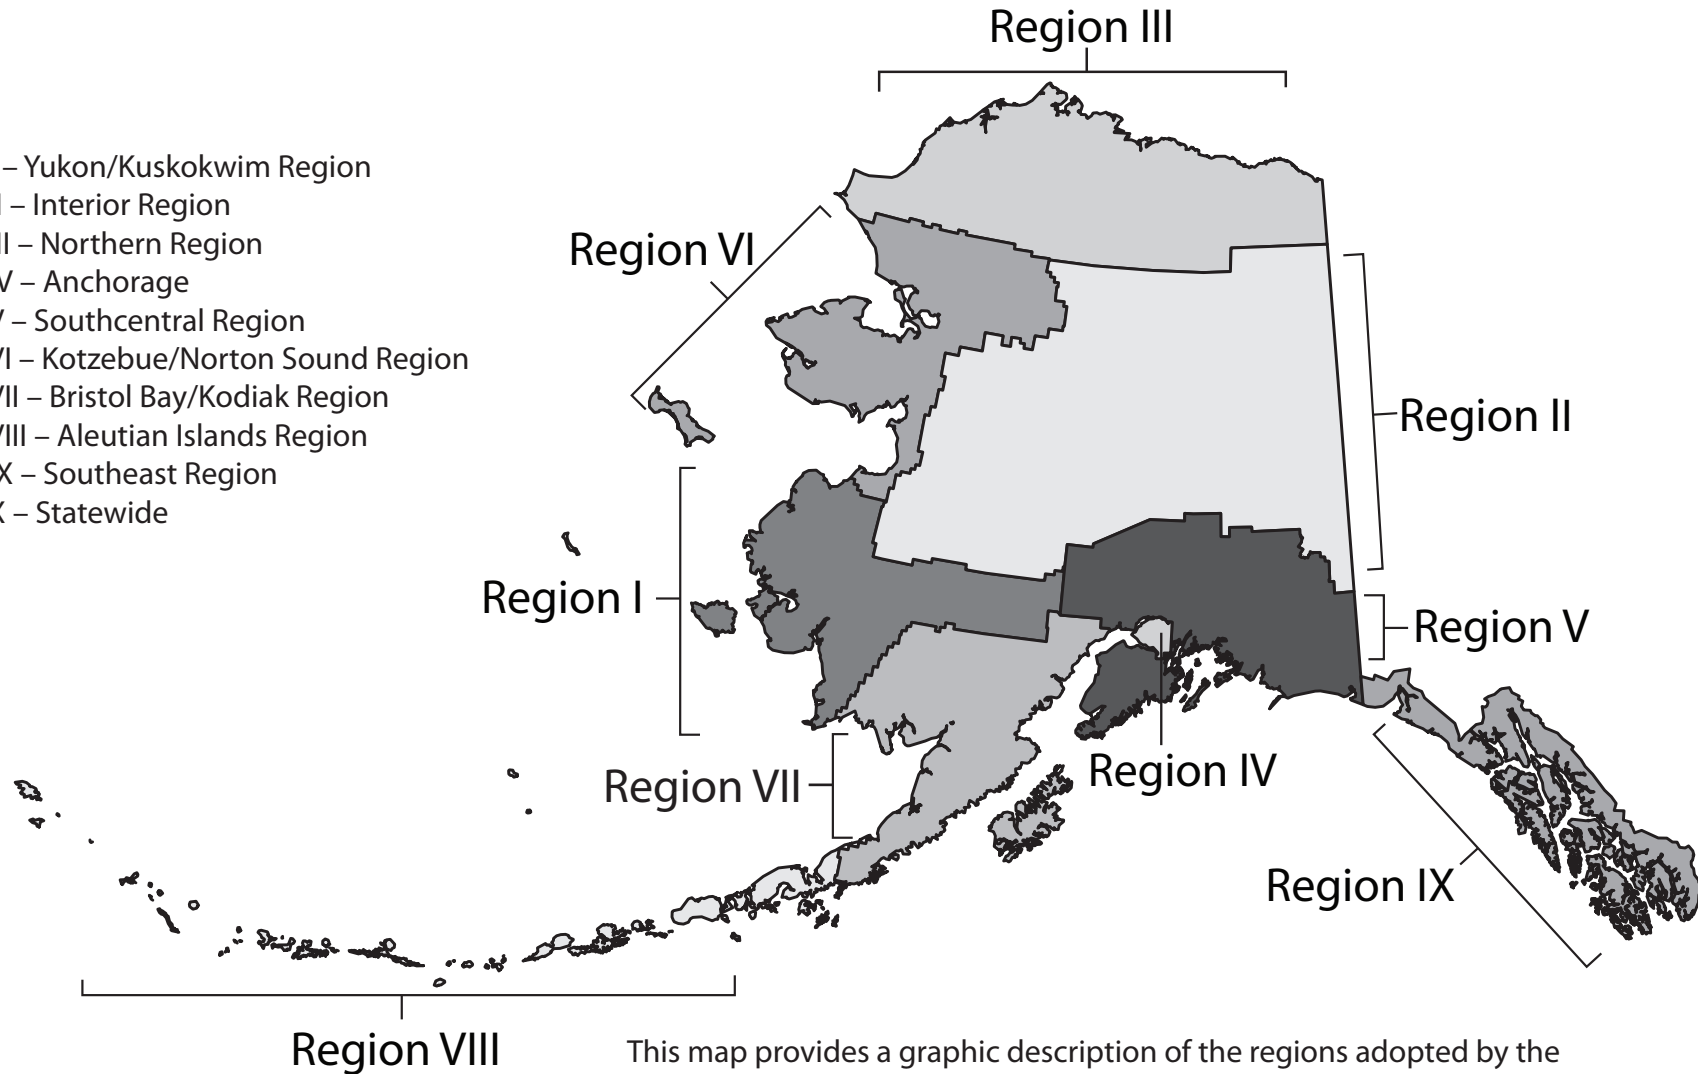 Region III
– Yukon/Kuskokwim Region
I – Interior Region
II – Northern Region
IV – Anchorage
V – Southcentral Region
VI – Kotzebue/Norton Sound Region
VII – Bristol Bay/Kodiak Region
VIII – Aleutian Islands Region
IX – Southeast Region
X – Statewide
Region VI
Region II
Region I
Region V
Region VII
Region IV
Region IX
Region VIII
This map provides a graphic description of the regions adopted by the